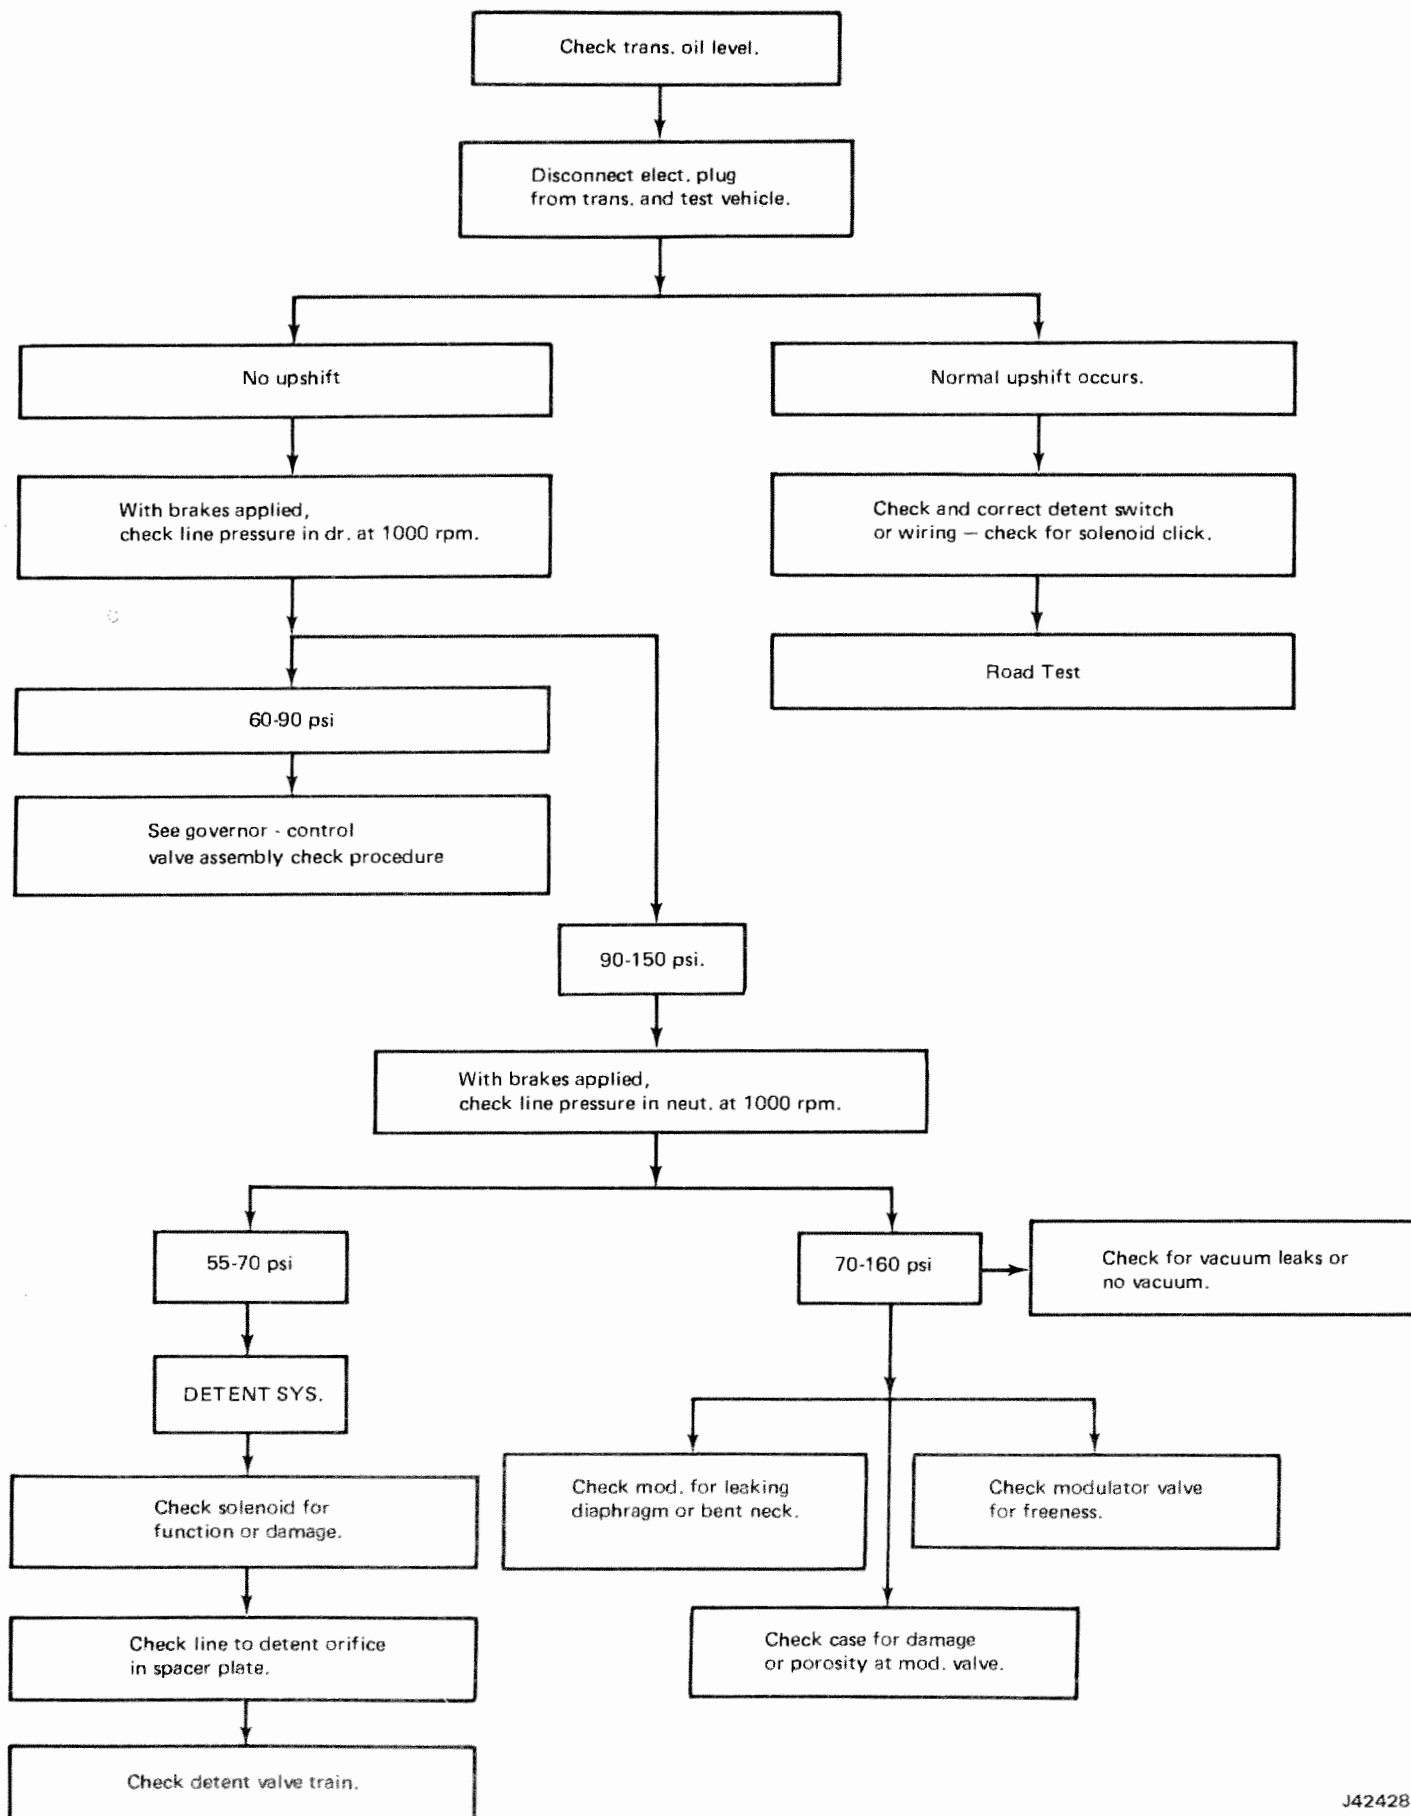 Check trans. oil level.
Disconnect elect. plug
from trans. and test vehicle.
No upshift
Normal upshift occurs.
With brakes applied,
check line pressure in dr. at 1000 rpm.
Check and correct detent switch
or wiring — check for solenoid click.
Road Test
60-90 psi
See governor - control
valve assembly check procedure
90-150 psi.
With brakes applied,
check line pressure in neut. at 1000 rpm.
55-70 psi
70-160 psi
Check for vacuum leaks or
no vacuum.
DETENT SYS.
Check solenoid for
function or damage.
Check mod. for leaking
diaphragm or bent neck.
Check modulator valve
for freeness.
Check line to detent orifice
in spacer plate.
Check case for damage
or porosity at mod. valve.
Check detent valve train.
J42428